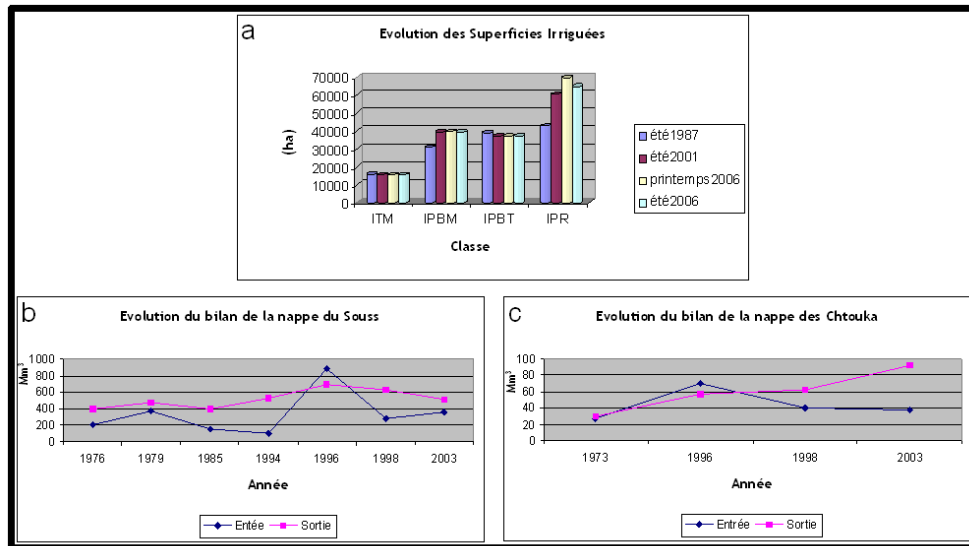 a
Evolution des Superficies Irriguées
(ha)
70000
60000
50000
40000
30000
20000
10000
0
ITM IPBM IPBT IPR
Classe
été1987
été2001
printemps2006
été2006
b
Evolution du bilan de la nappe du Souss
Mm³
1000
800
600
400
200
0
1976 1979 1985 1994 1996 1998 2003
Année
Entée Sortie
c
Evolution du bilan de la nappe des Chtouka
Mm³
100
80
60
40
20
0
1973 1996 1998 2003
Année
Entrée Sortie